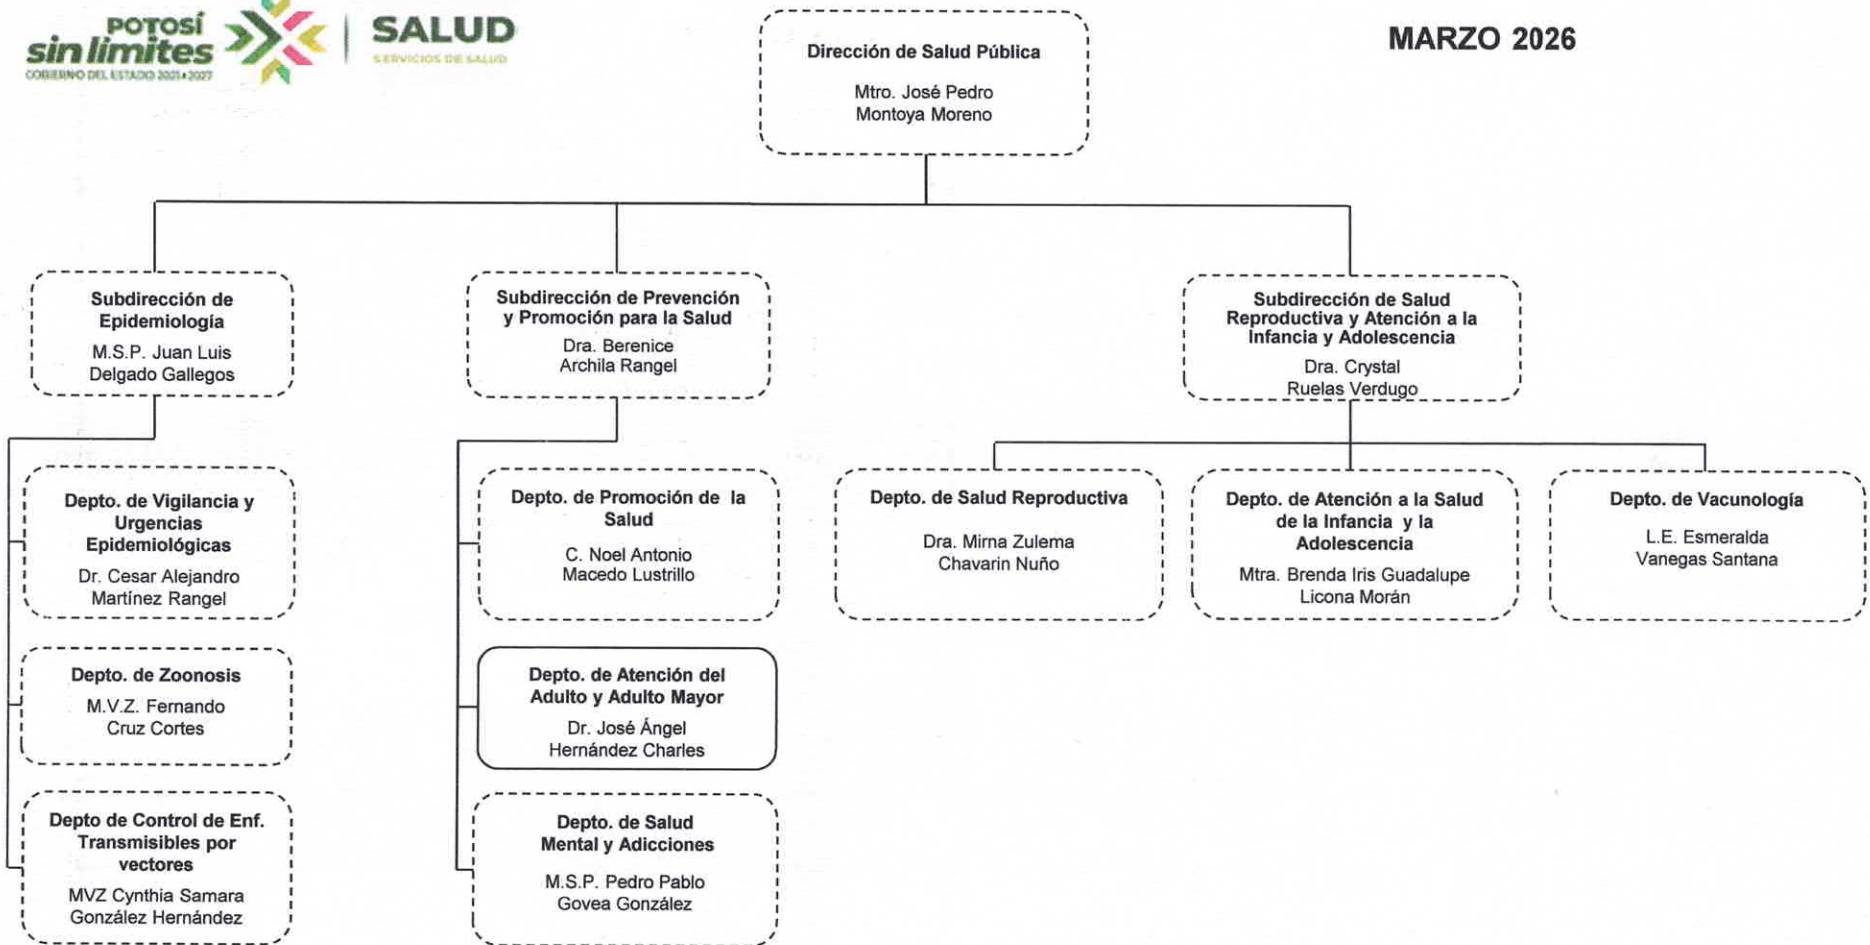 POTOSÍ
sin límites
GOBIERNO DEL ESTADO 2021•2027
SALUD
SERVICIOS DE SALUD
MARZO 2026
Dirección de Salud Pública
Mtro. José Pedro
Montoya Moreno
Subdirección de
Epidemiología
M.S.P. Juan Luis
Delgado Gallegos
Subdirección de Prevención
y Promoción para la Salud
Dra. Berenice
Archila Rangel
Subdirección de Salud
Reproductiva y Atención a la
Infancia y Adolescencia
Dra. Crystal
Ruelas Verdugo
Depto. de Vigilancia y
Urgencias
Epidemiológicas
Dr. Cesar Alejandro
Martínez Rangel
Depto. de Zoonosis
M.V.Z. Fernando
Cruz Cortes
Depto de Control de Enf.
Transmisibles por
vectores
MVZ Cynthia Samara
González Hernández
Depto. de Promoción de la
Salud
C. Noel Antonio
Macedo Lustrillo
Depto. de Atención del
Adulto y Adulto Mayor
Dr. José Ángel
Hernández Charles
Depto. de Salud
Mental y Adicciones
M.S.P. Pedro Pablo
Govea González
Depto. de Salud Reproductiva
Dra. Mirna Zulema
Chavarin Nuño
Depto. de Atención a la Salud
de la Infancia y la
Adolescencia
Mtra. Brenda Iris Guadalupe
Licona Morán
Depto. de Vacunología
L.E. Esmeralda
Vanegas Santana